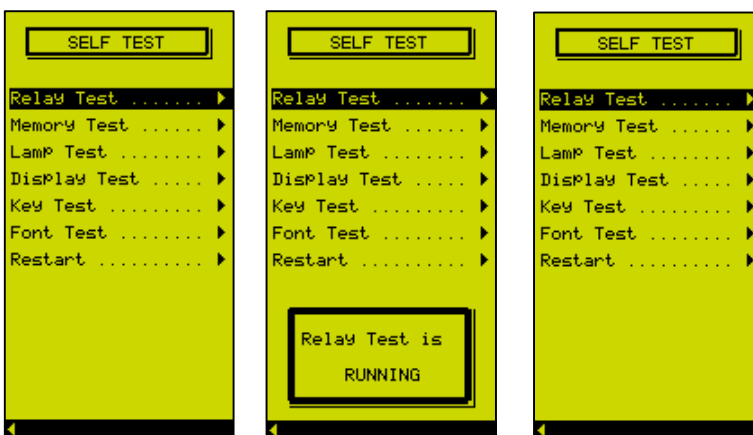 SELF TEST
Relay Test ....... ▶
Memory Test ...... ▶
Lamp Test ........ ▶
Display Test ..... ▶
Key Test ......... ▶
Font Test ........ ▶
Restart .......... ▶
◀
SELF TEST
Relay Test ....... ▶
Memory Test ...... ▶
Lamp Test ........ ▶
Display Test ..... ▶
Key Test ......... ▶
Font Test ........ ▶
Restart .......... ▶
Relay Test is
RUNNING
◀
SELF TEST
Relay Test ....... ▶
Memory Test ...... ▶
Lamp Test ........ ▶
Display Test ..... ▶
Key Test ......... ▶
Font Test ........ ▶
Restart .......... ▶
◀